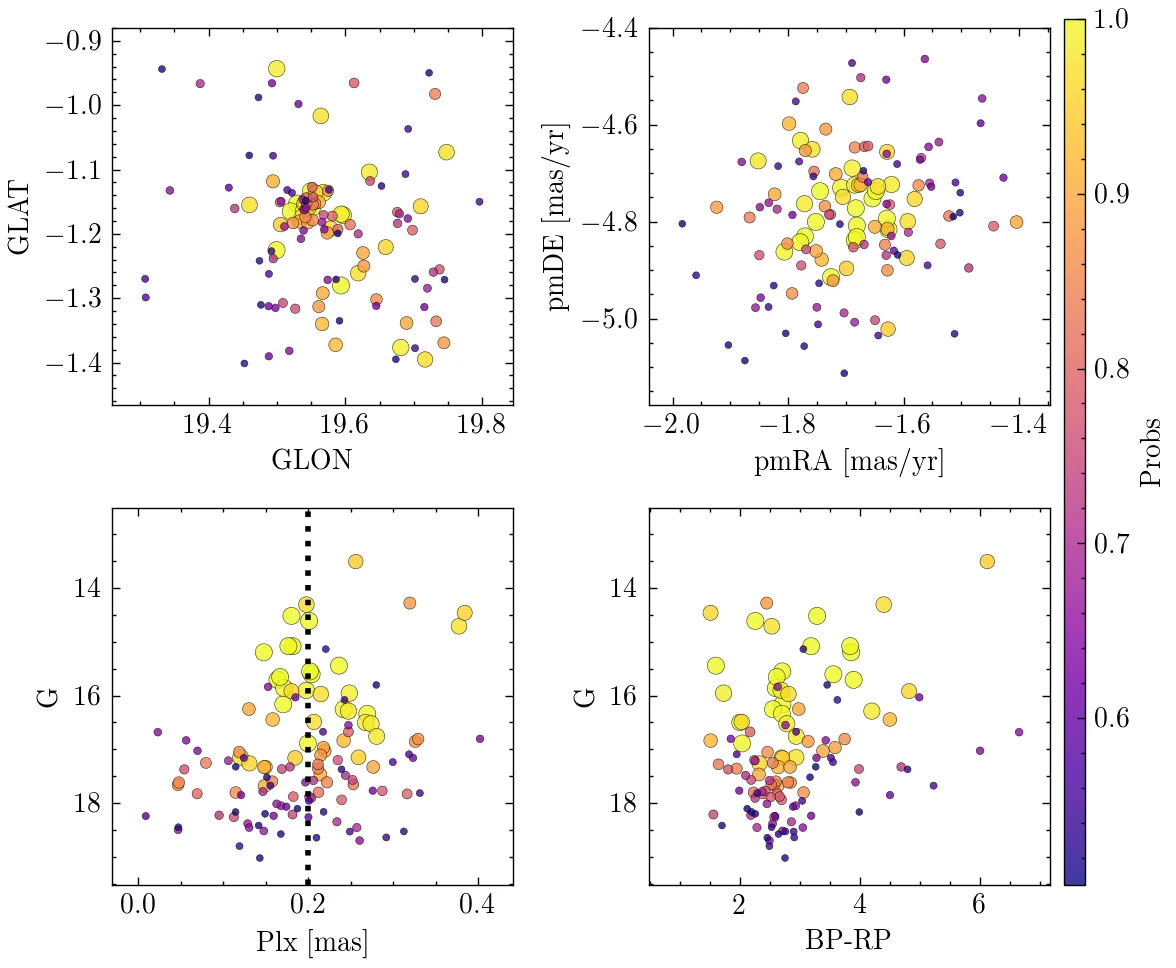 −0.9
−1.0
−1.1
−1.2
−1.3
−1.4
GLAT
19.4 19.6 19.8
GLON
−4.4
−4.6
−4.8
−5.0
pmDE [mas/yr]
−2.0 −1.8 −1.6 −1.4
pmRA [mas/yr]
1.0
0.9
0.8
0.7
0.6
Probs
14
16
18
G
0.0 0.2 0.4
Plx [mas]
14
16
18
G
2 4 6
BP-RP